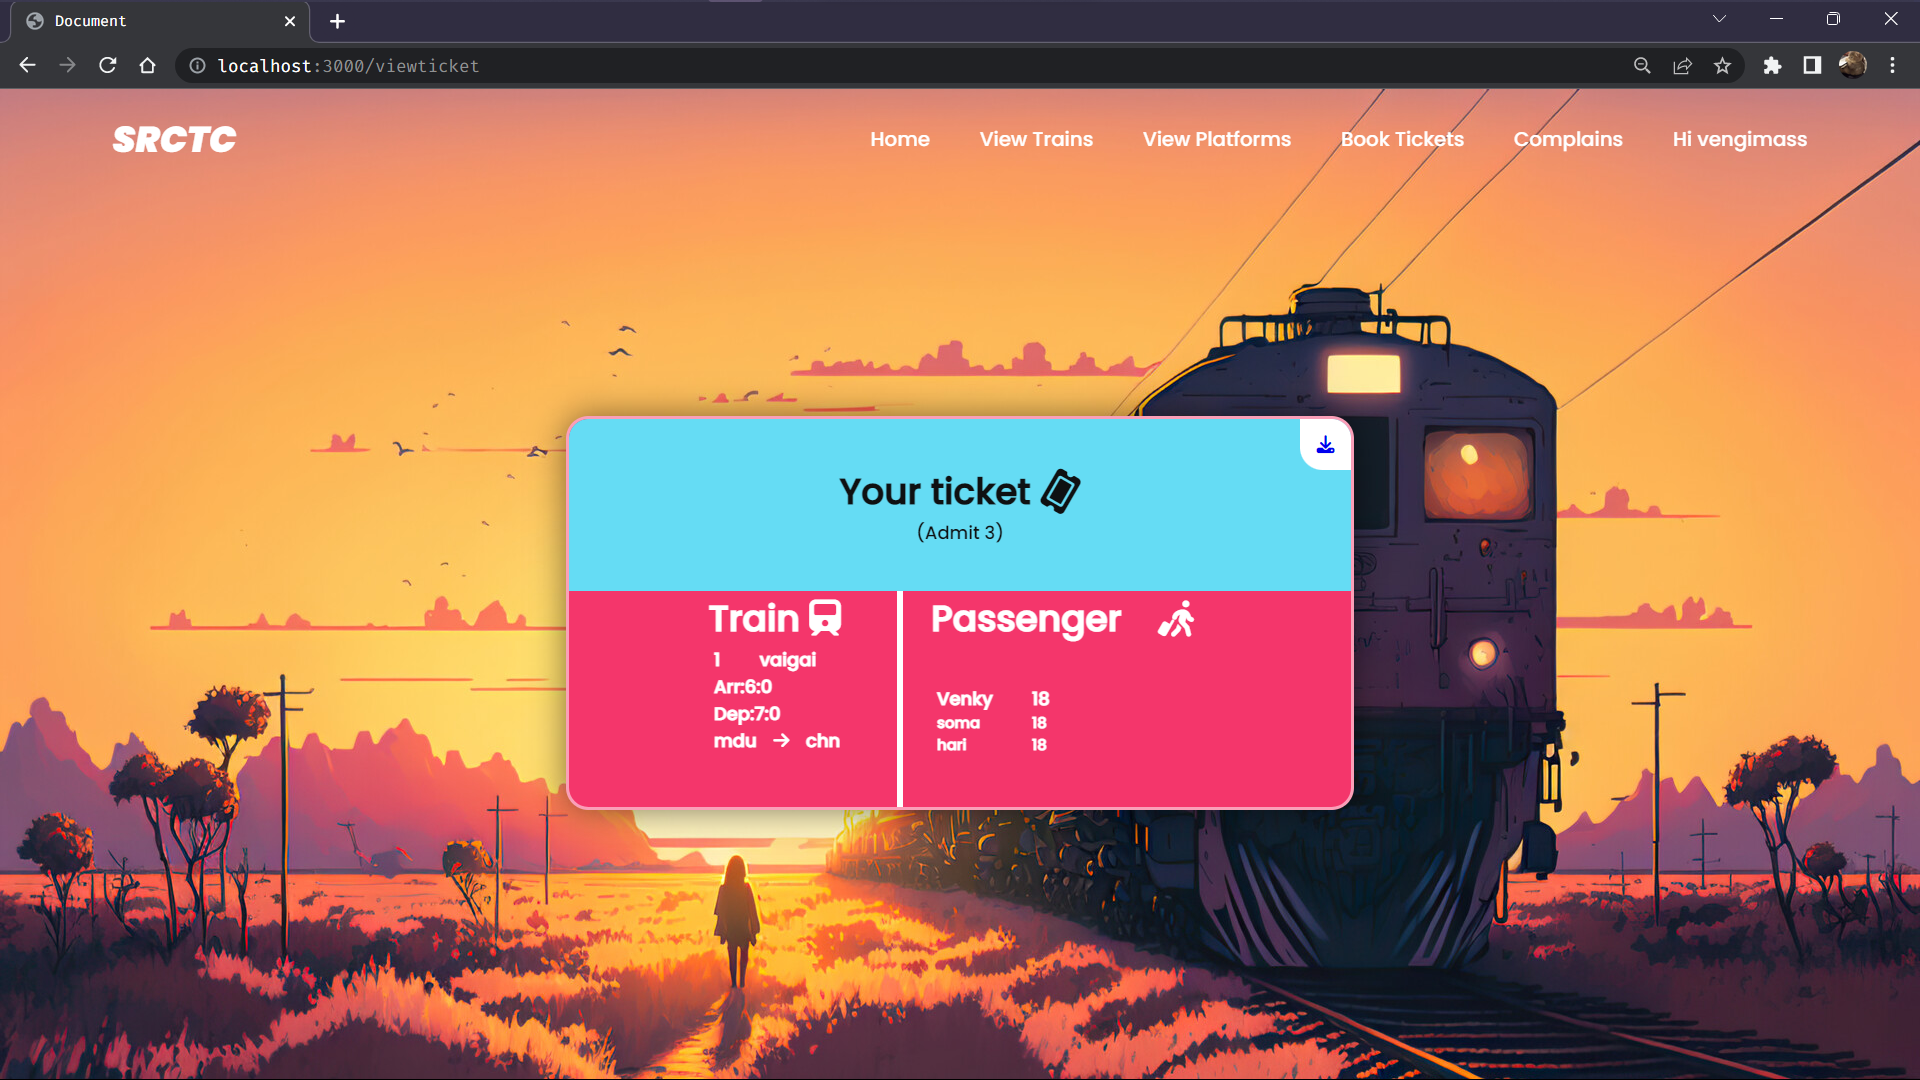 Document
localhost:3000/viewticket
SRCTC
Home View Trains View Platforms Book Tickets Complains Hi vengimass
Your ticket
(Admit 3)
Train
1 vaigai
Arr:6:0
Dep:7:0
mdu → chn
Passenger
Venky 18
soma 18
hari 18